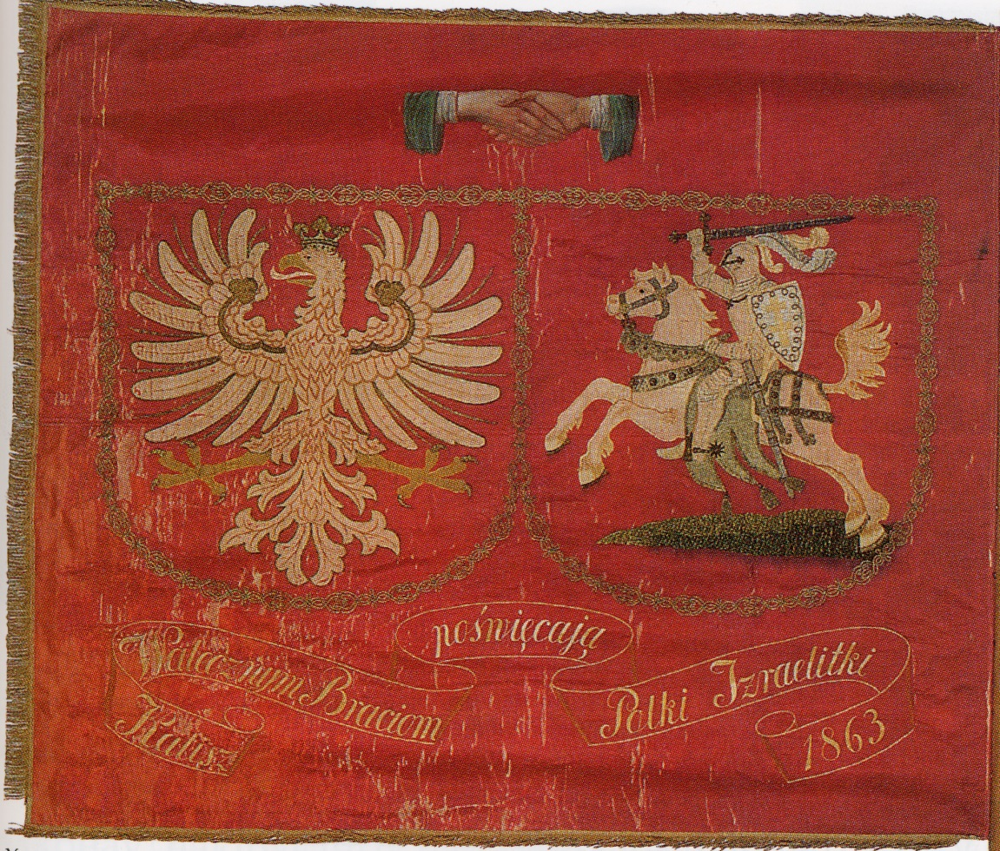 Walecznym Braciom
poświęcają
Polki Izraelitki
Kalisz
1863